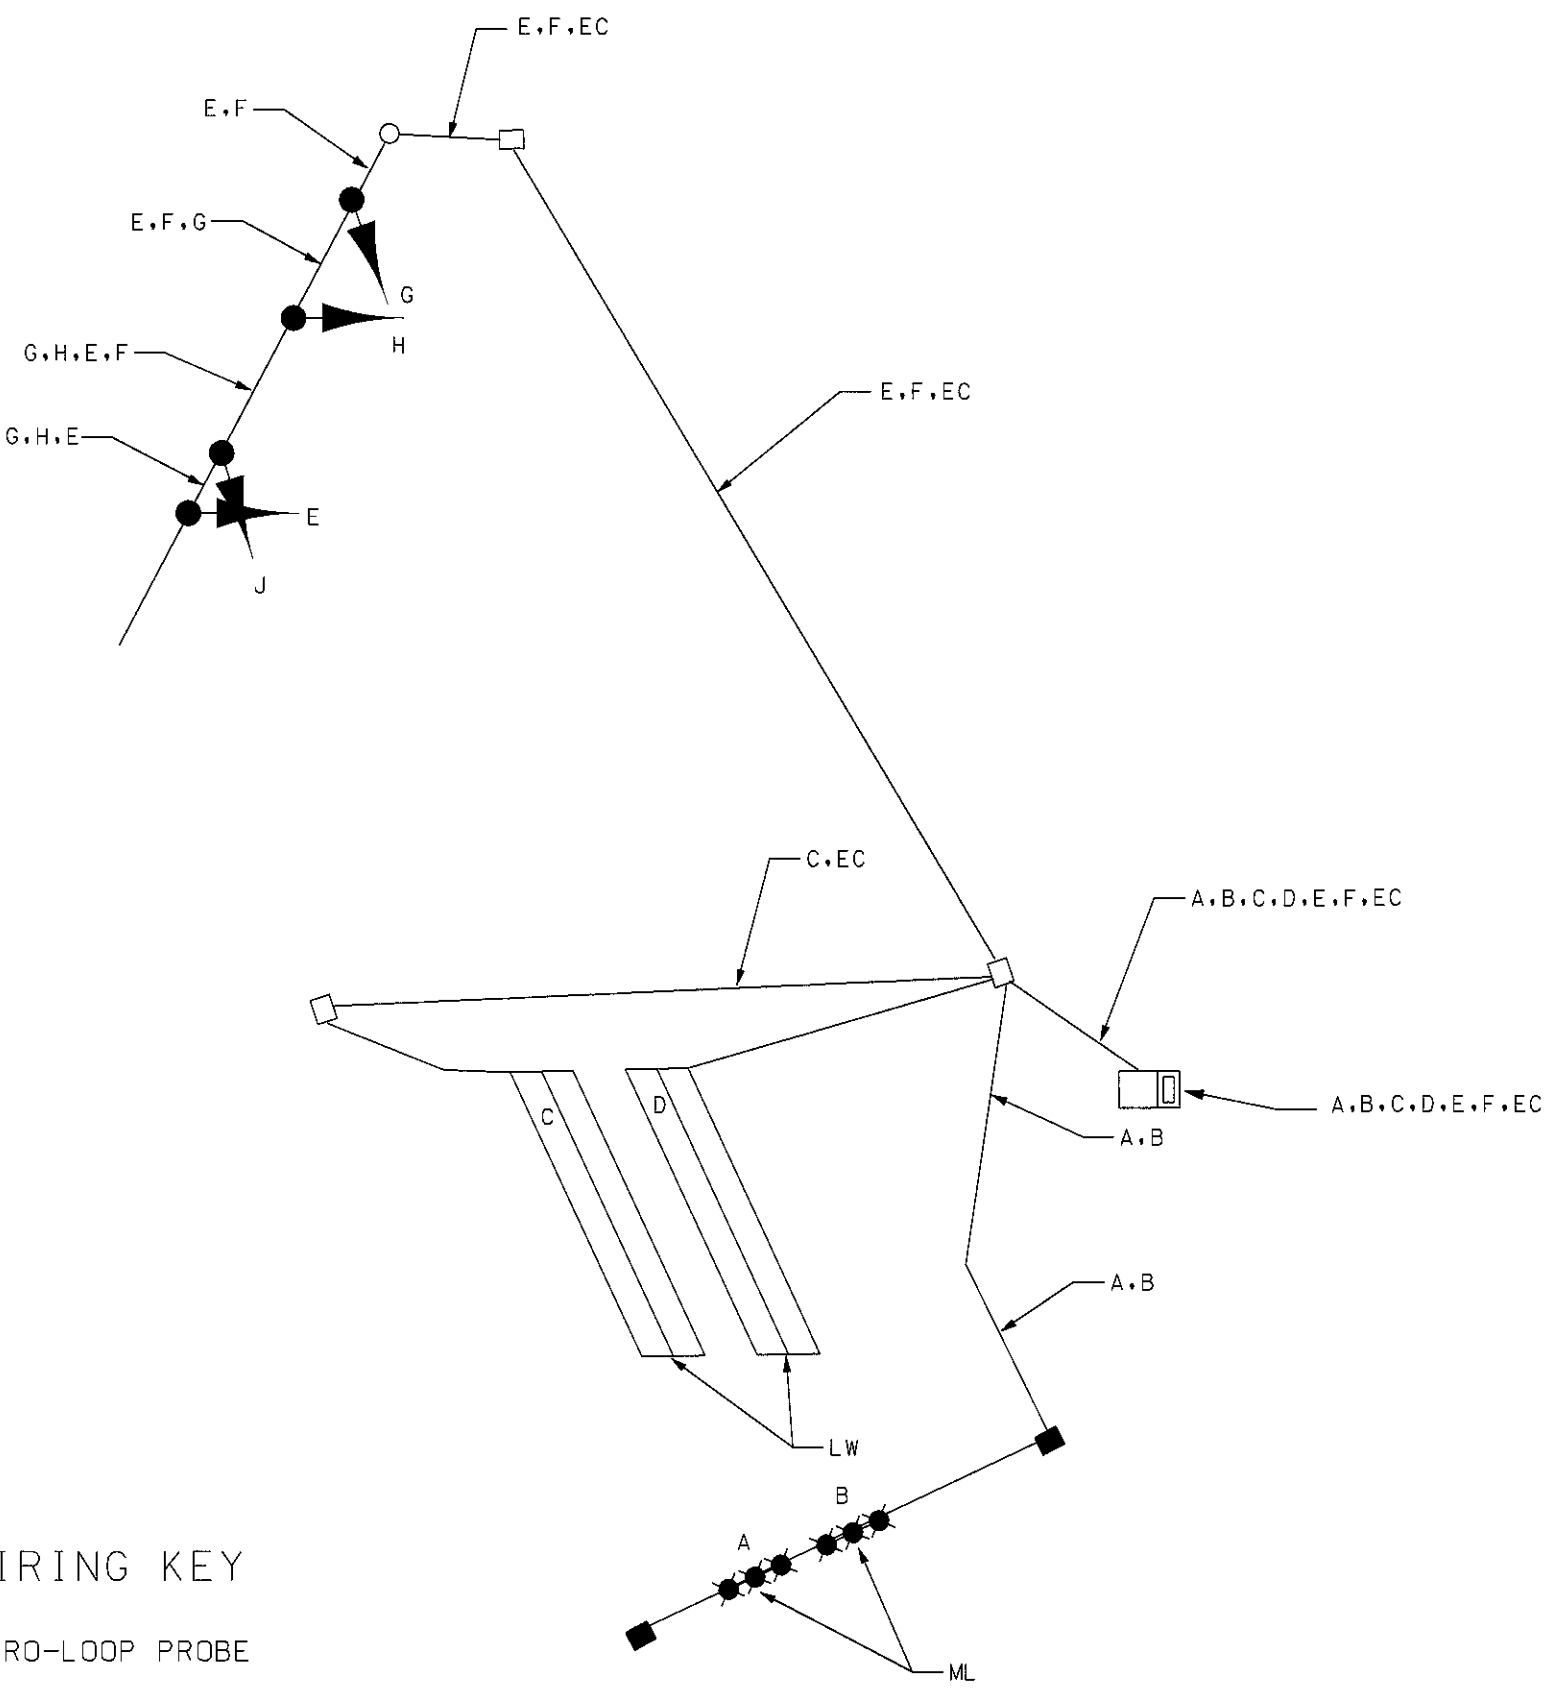 E,F,EC
E,F
E,F,G
G
H
G,H,E,F
E,F,EC
G,H,E
E
J
C,EC
A,B,C,D,E,F,EC
C
D
A,B,C,D,E,F,EC
A,B
A,B
LW
B
A
IRING KEY
RO-LOOP PROBE
ML